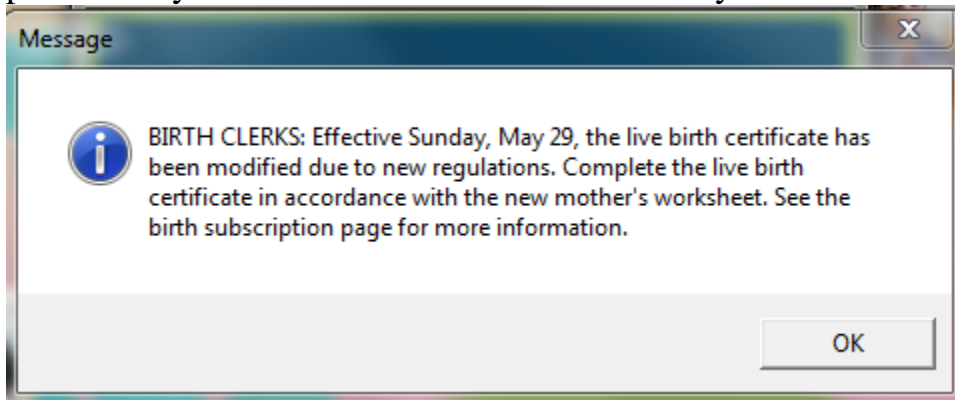 Message
BIRTH CLERKS: Effective Sunday, May 29, the live birth certificate has
been modified due to new regulations. Complete the live birth
certificate in accordance with the new mother's worksheet. See the
birth subscription page for more information.
OK